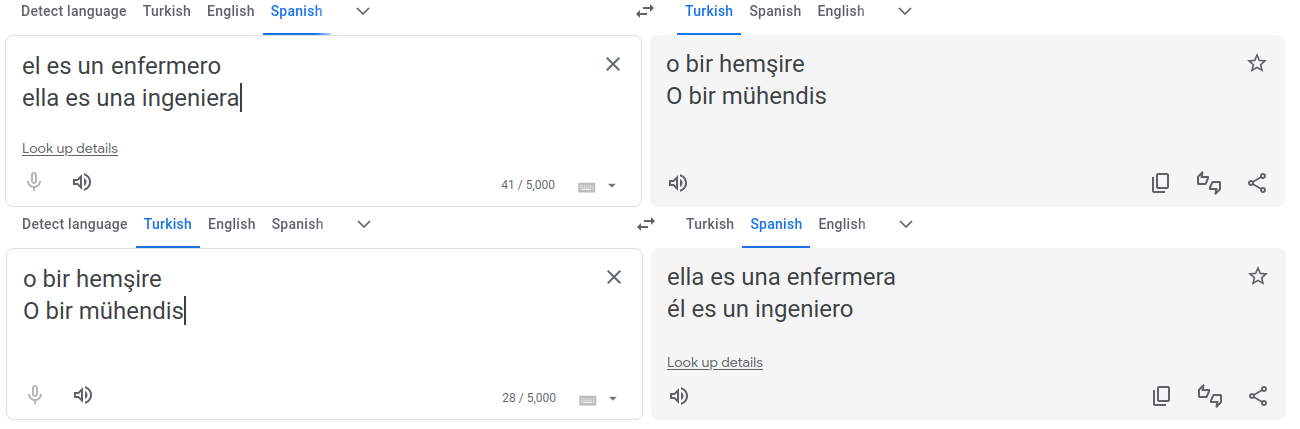 Detect language Turkish English Spanish
Turkish Spanish English
el es un enfermero
ella es una ingeniera
Look up details
41 / 5,000
o bir hemşire
O bir mühendis
Detect language Turkish English Spanish
Turkish Spanish English
o bir hemşire
O bir mühendis
28 / 5,000
ella es una enfermera
él es un ingeniero
Look up details